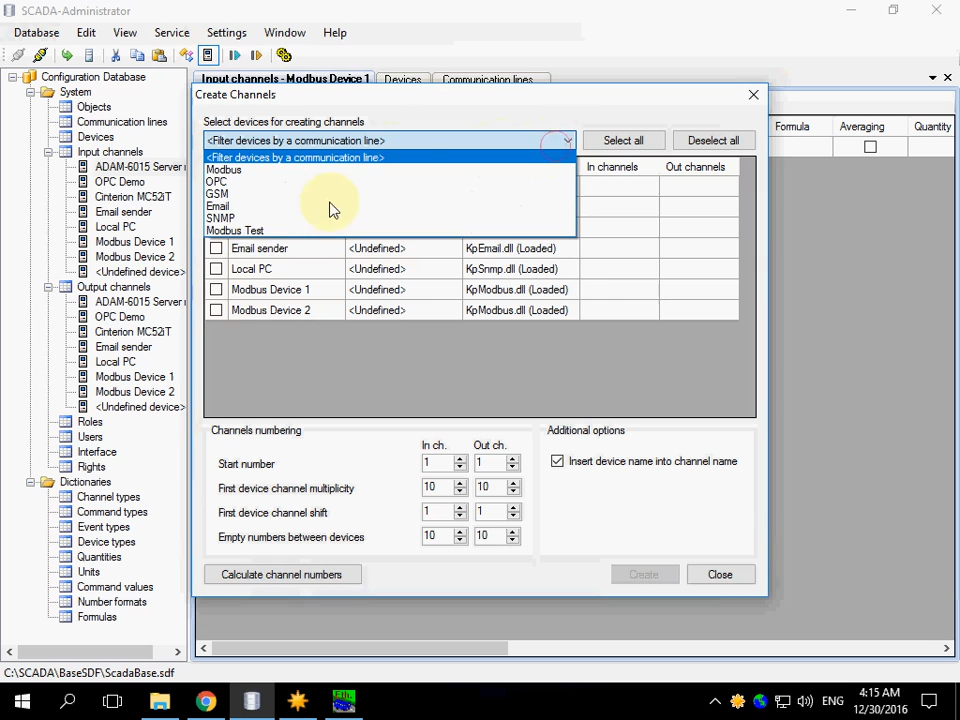 SCADA-Administrator
Database Edit View Service Settings Window Help
Configuration Database
System
Objects
Communication lines
Devices
Input channels
ADAM-6015 Server r
OPC Demo
Cinterion MC52iT
Email sender
Local PC
Modbus Device 1
Modbus Device 2
<Undefined device>
Output channels
ADAM-6015 Server r
OPC Demo
Cinterion MC52iT
Email sender
Local PC
Modbus Device 1
Modbus Device 2
<Undefined device>
Roles
Users
Interface
Rights
Dictionaries
Channel types
Command types
Event types
Device types
Quantities
Units
Command values
Number formats
Formulas
Input channels - Modbus Device 1 Devices Communication lines
Formula Averaging Quantity
Create Channels
Select devices for creating channels
<Filter devices by a communication line> Select all Deselect all
<Filter devices by a communication line>
Modbus
OPC
GSM
Email
SNMP
Modbus Test
In channels Out channels
Email sender <Undefined> KpEmail.dll (Loaded)
Local PC <Undefined> KpSnmp.dll (Loaded)
Modbus Device 1 <Undefined> KpModbus.dll (Loaded)
Modbus Device 2 <Undefined> KpModbus.dll (Loaded)
Channels numbering
In ch. Out ch.
Start number 1 1
First device channel multiplicity 10 10
First device channel shift 1 1
Empty numbers between devices 10 10
Additional options
Insert device name into channel name
Calculate channel numbers Create Close
C:\SCADA\BaseSDF\ScadaBase.sdf
ENG
4:15 AM
12/30/2016